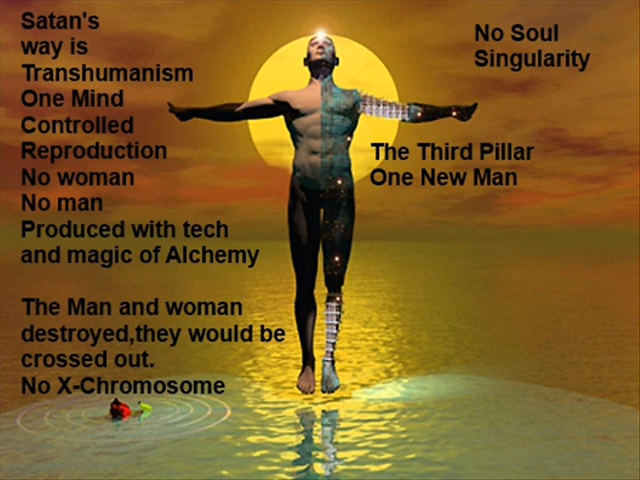 Satan's
way is
Transhumanism
One Mind
Controlled
Reproduction
No woman
No man
Produced with tech
and magic of Alchemy
The Man and woman
destroyed,they would be
crossed out.
No X-Chromosome
No Soul
Singularity
The Third Pillar
One New Man